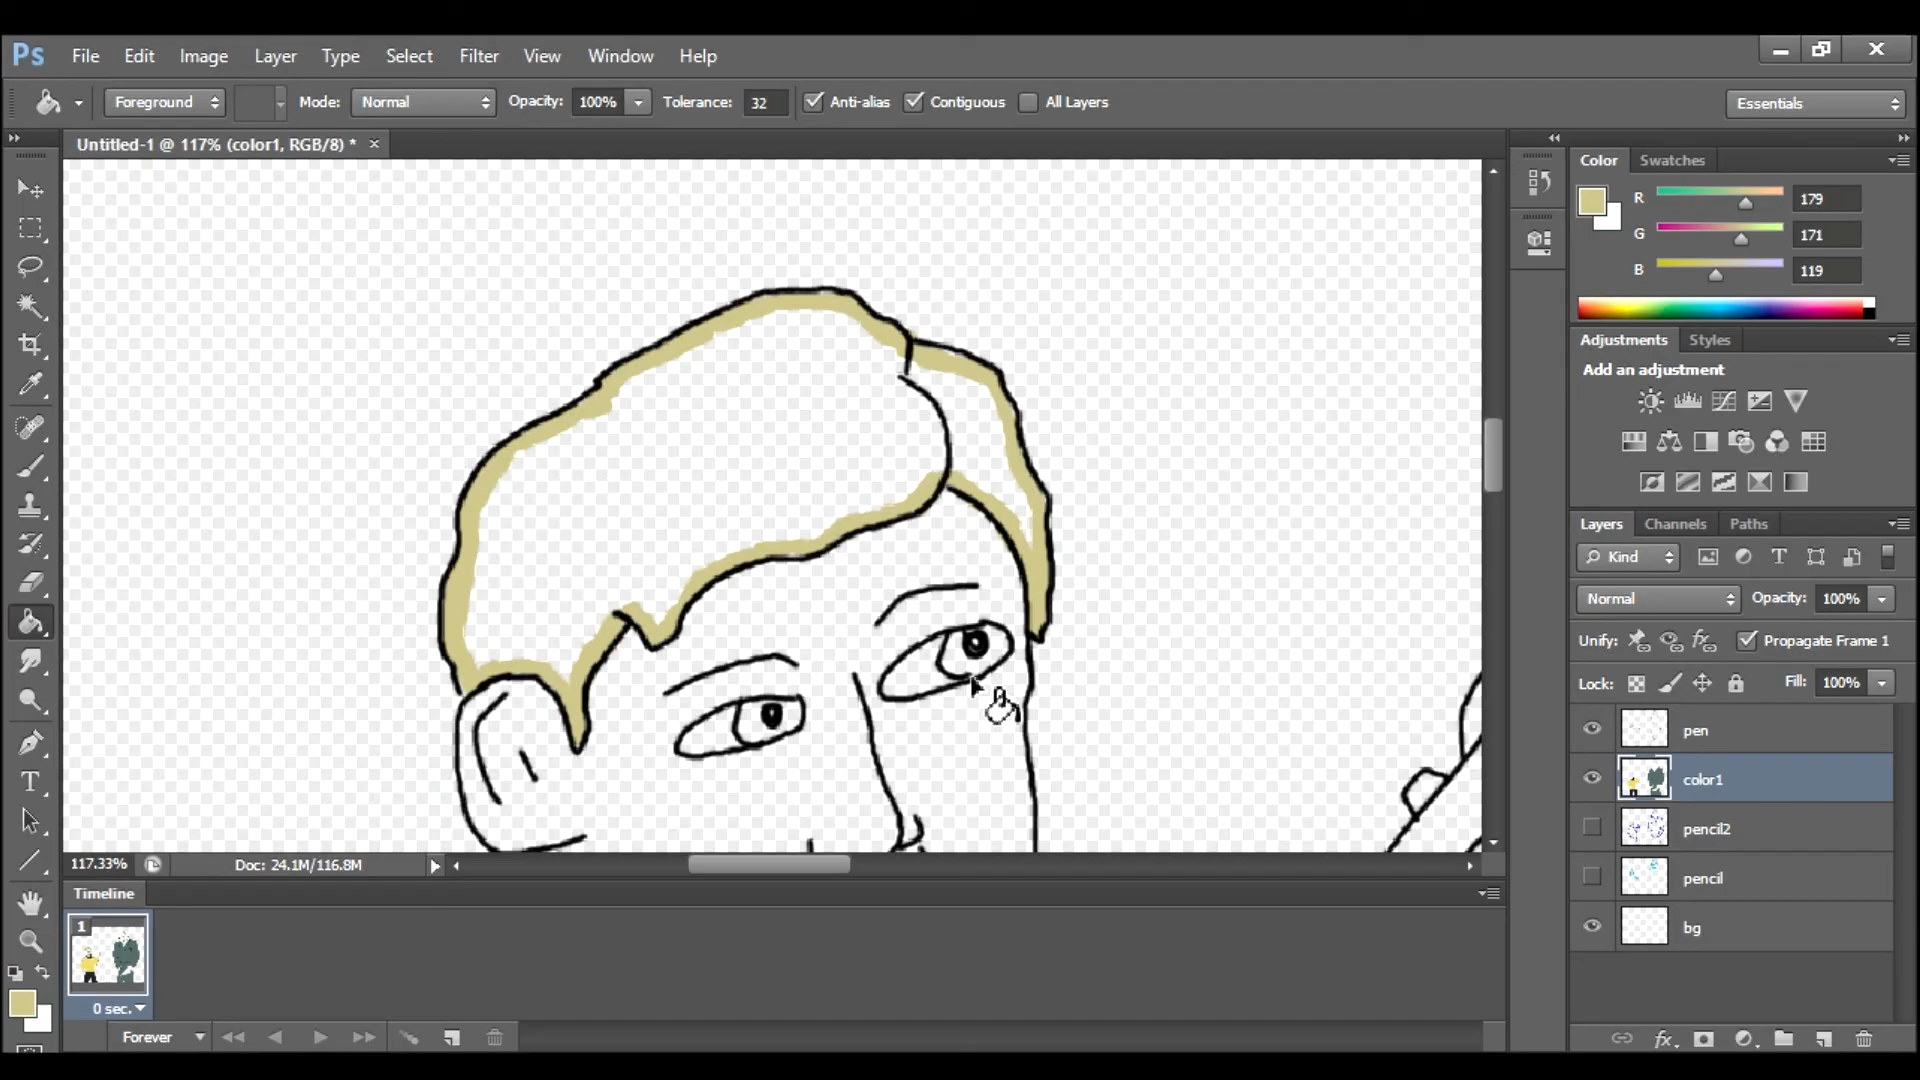 Ps File Edit Image Layer Type Select Filter View Window Help
Foreground Mode: Normal Opacity: 100% Tolerance: 32 Anti-alias Contiguous All Layers Essentials
Untitled-1 @ 117% (color1, RGB/8) *
Color Swatches
R 179
G 171
B 119
Adjustments Styles
Add an adjustment
Layers Channels Paths
Kind T
Normal Opacity: 100%
Unify: fx Propagate Frame 1
Lock: Fill: 100%
pen
color1
pencil2
pencil
bg
fx
T
117.33% Doc: 24.1M/116.8M
Timeline
1
0 sec.
Forever